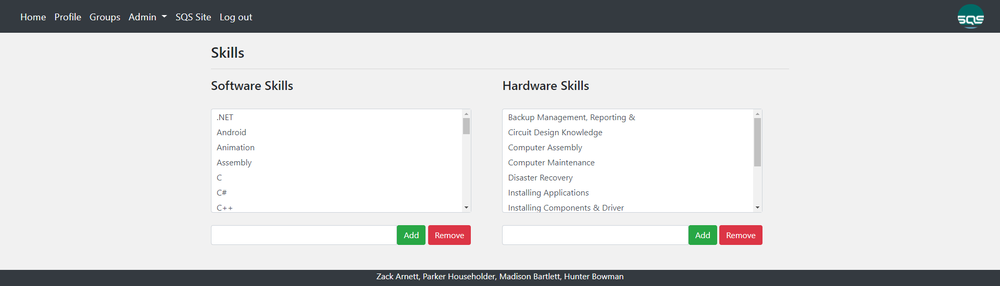 Home Profile Groups Admin SQS Site Log out
SQS
Skills
Software Skills
.NET
Android
Animation
Assembly
C
C#
C++
Add Remove
Hardware Skills
Backup Management, Reporting &
Circuit Design Knowledge
Computer Assembly
Computer Maintenance
Disaster Recovery
Installing Applications
Installing Components & Driver
Add Remove
Zack Arnett, Parker Householder, Madison Bartlett, Hunter Bowman